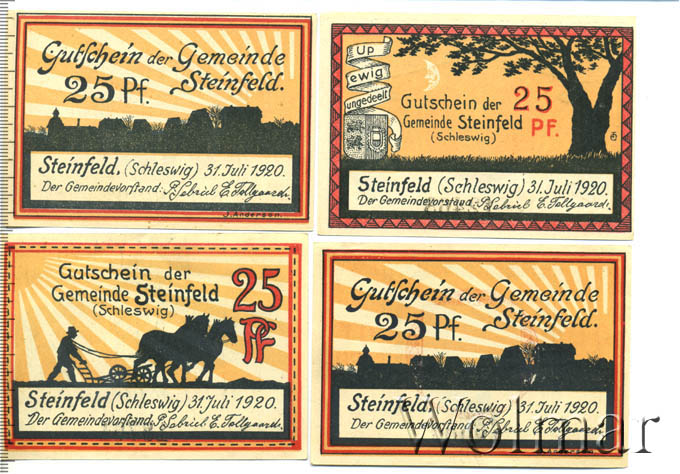 Gutschein der Gemeinde
Steinfeld.
25 Pf.
Steinfeld, (Schleswig) 31. Juli 1920.
Der Gemeindevorstand:
J. Andersen.
up
ewig
ungedeelt
Gutschein der 25
Gemeinde Steinfeld PF.
(Schleswig)
Steinfeld (Schleswig) 31. Juli 1920.
Der Gemeindevorstand:
Gutschein der
Gemeinde Steinfeld
(Schleswig)
25
PF
Steinfeld (Schleswig) 31. Juli 1920.
Der Gemeindevorstand:
Gutschein der Gemeinde
Steinfeld.
25 Pf.
Steinfeld, (Schleswig) 31. Juli 1920.
Der Gemeindevorstand:
Wolmar